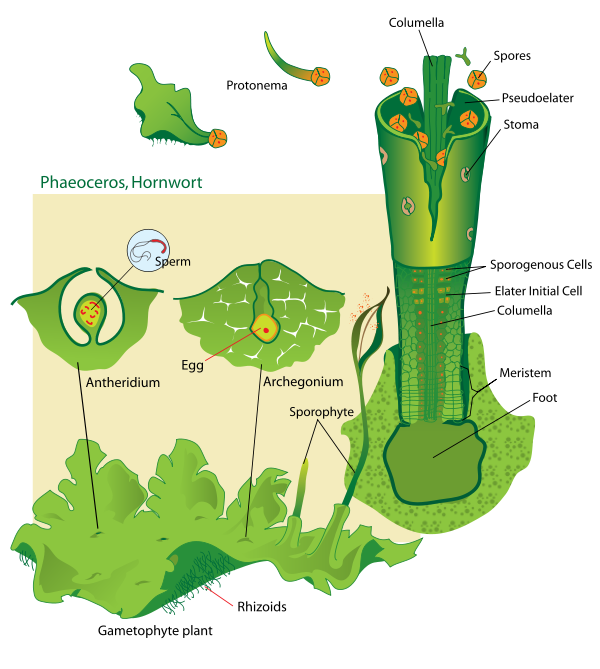 Columella
Spores
Protonema
Pseudoelater
Stoma
Phaeoceros, Hornwort
Sperm
Sporogenous Cells
Elater Initial Cell
Columella
Egg
Antheridium
Archegonium
Meristem
Foot
Sporophyte
Rhizoids
Gametophyte plant